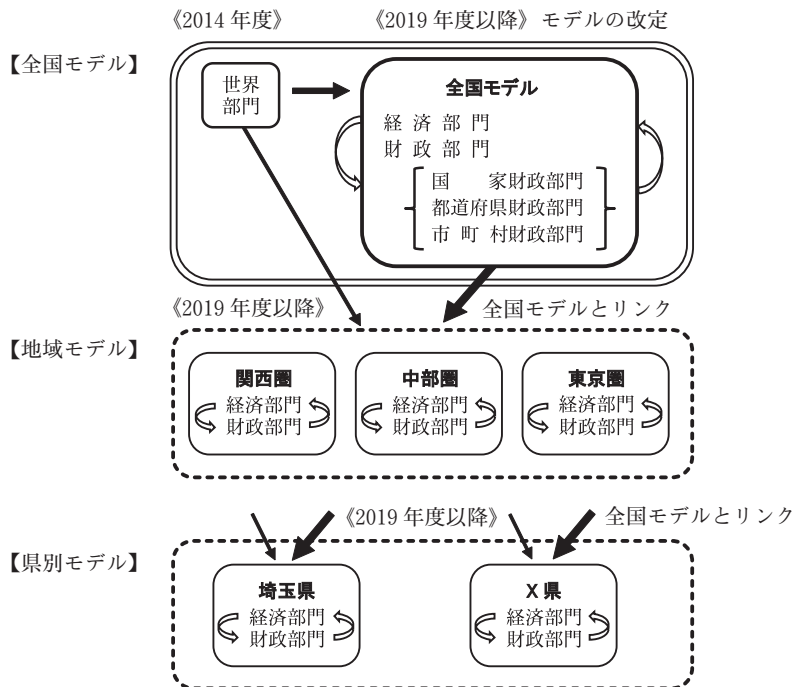 《2014 年度》 《2019 年度以降》 モデルの改定
【全国モデル】
世界
部門
全国モデル
経 済 部 門
財 政 部 門
国 家財政部門
都道府県財政部門
市 町 村財政部門
《2019 年度以降》 全国モデルとリンク
【地域モデル】
関西圏 中部圏 東京圏
経済部門 経済部門 経済部門
財政部門 財政部門 財政部門
《2019 年度以降》 全国モデルとリンク
【県別モデル】
埼玉県 X 県
経済部門 経済部門
財政部門 財政部門